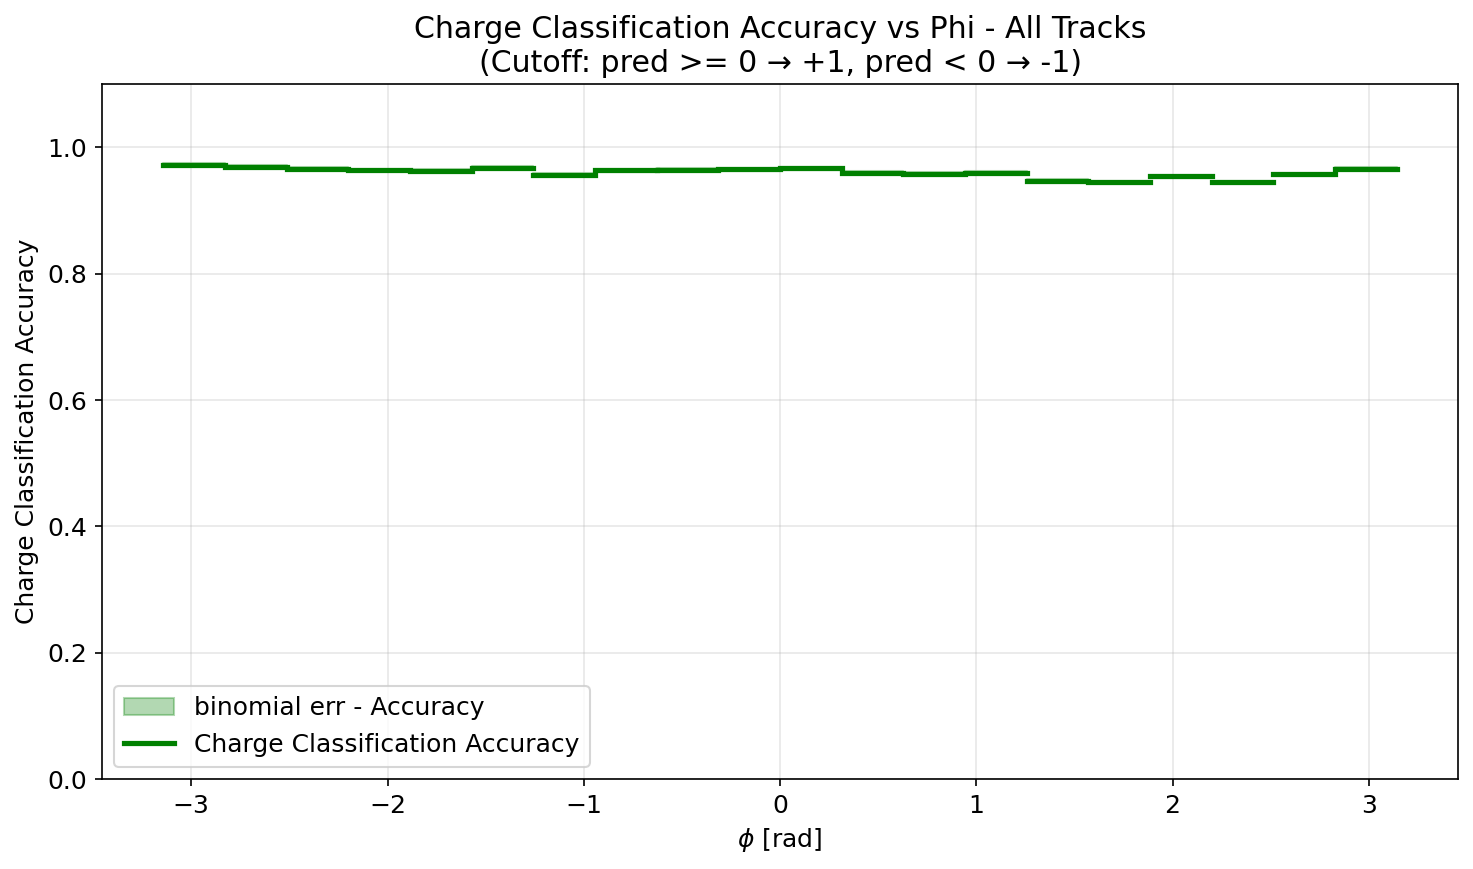 Charge Classification Accuracy vs Phi - All Tracks
(Cutoff: pred >= 0 → +1, pred < 0 → -1)
Charge Classification Accuracy
1.0
0.8
0.6
0.4
0.2
0.0
binomial err - Accuracy
Charge Classification Accuracy
−3 −2 −1 0 1 2 3
ϕ [rad]